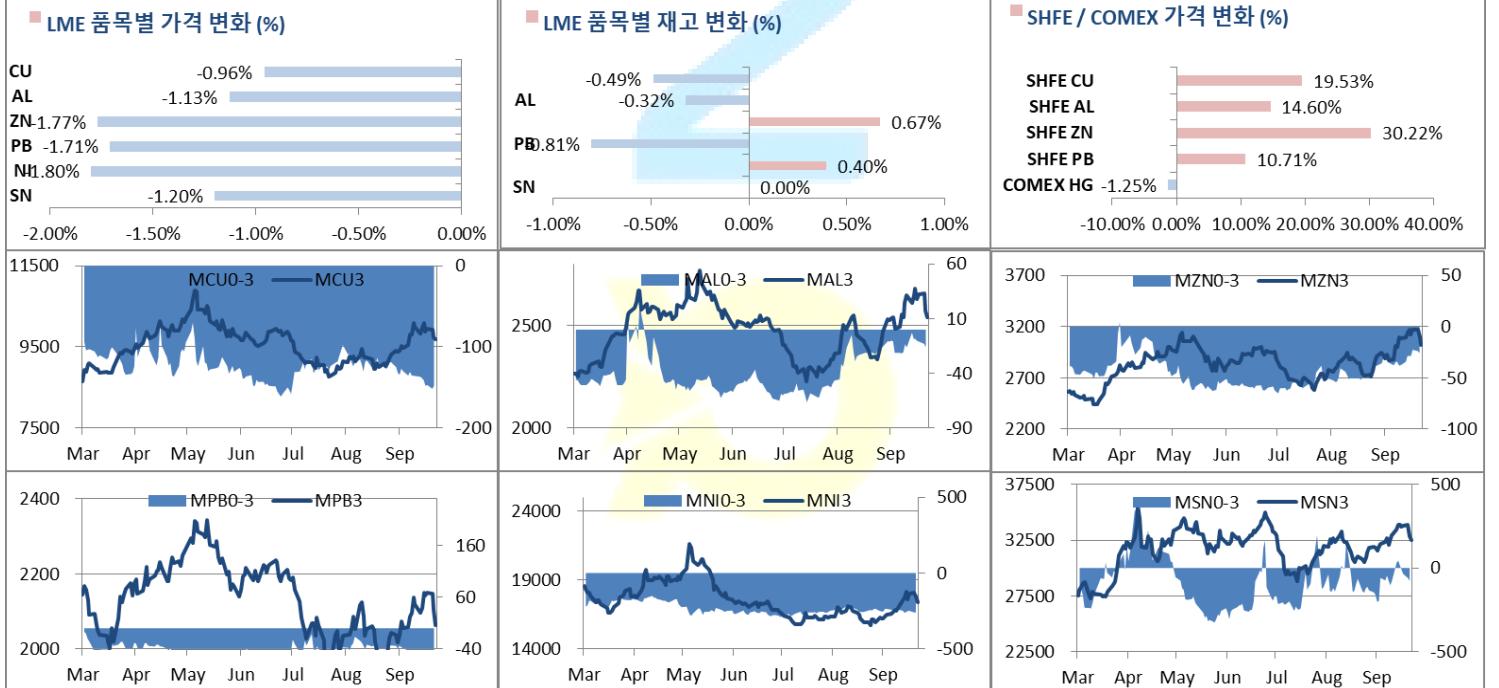 LME 품목별 가격 변화 (%)
CU -0.96%
AL -1.13%
ZN -1.77%
PB -1.71%
NI -1.80%
SN -1.20%
-2.00% -1.50% -1.00% -0.50% 0.00%
LME 품목별 재고 변화 (%)
-0.49%
AL -0.32%
0.67%
PB -0.81%
0.40%
SN 0.00%
-1.00% -0.50% 0.00% 0.50% 1.00%
SHFE / COMEX 가격 변화 (%)
SHFE CU 19.53%
SHFE AL 14.60%
SHFE ZN 30.22%
SHFE PB 10.71%
COMEX HG -1.25%
-10.00% 0.00% 10.00% 20.00% 30.00% 40.00%
MCU0-3 MCU3
11500 0
9500 -100
7500 -200
Mar Apr May Jun Jul Aug Sep
MAL0-3 MAL3
60
2500 10
-40
2000 -90
Mar Apr May Jun Jul Aug Sep
MZN0-3 MZN3
3700 50
3200 0
2700 -50
2200 -100
Mar Apr May Jun Jul Aug Sep
MPB0-3 MPB3
2400
160
2200
60
2000 -40
Mar Apr May Jun Jul Aug Sep
MNI0-3 MNI3
500
24000
0
19000
14000 -500
Mar Apr May Jun Jul Aug Sep
MSN0-3 MSN3
37500 500
32500
0
27500
22500 -500
Mar Apr May Jun Jul Aug Sep